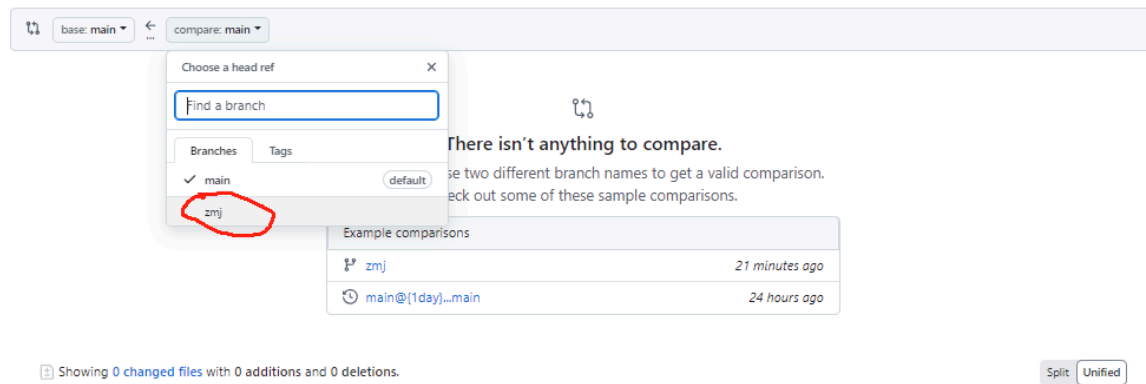 base: main
compare: main
Choose a head ref
Find a branch
Branches
Tags
main
default
zmj
There isn't anything to compare.
se two different branch names to get a valid comparison.
eck out some of these sample comparisons.
Example comparisons
zmj
21 minutes ago
main@{1day}...main
24 hours ago
Showing 0 changed files with 0 additions and 0 deletions.
Split
Unified